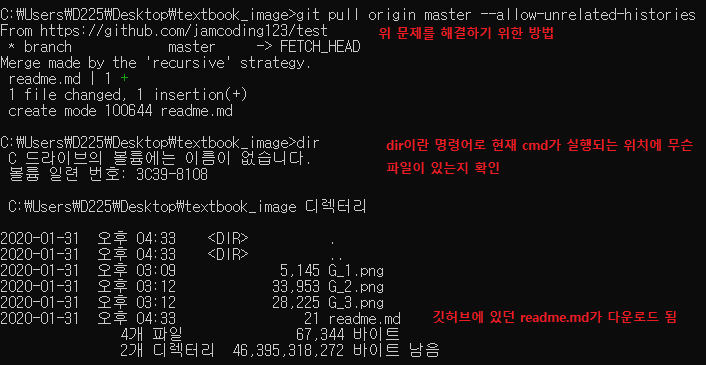 C:\Users\D225\Desktop\textbook_image>git pull origin master --allow-unrelated-histories
From https://github.com/jamcoding123/test
위 문제를 해결하기 위한 방법
 * branch            master     -> FETCH_HEAD
Merge made by the 'recursive' strategy.
 readme.md | 1 +
 1 file changed, 1 insertion(+)
 create mode 100644 readme.md
C:\Users\D225\Desktop\textbook_image>dir
dir이란 명렁어로 현재 cmd가 실행되는 위치에 무슨
 C 드라이브의 볼륨에는 이름이 없습니다.
파일이 있는지 확인
 볼륨 일련 번호: 3C39-8108
 C:\Users\D225\Desktop\textbook_image 디렉터리
2020-01-31  오후 04:33    <DIR>          .
2020-01-31  오후 04:33    <DIR>          ..
2020-01-31  오후 03:09             5,145 G_1.png
2020-01-31  오후 03:12            33,953 G_2.png
2020-01-31  오후 03:12            28,225 G_3.png
2020-01-31  오후 04:33                21 readme.md
깃허브에 있던 readme.md가 다운로드 됨
               4개 파일              67,344 바이트
               2개 디렉터리  46,395,318,272 바이트 남음